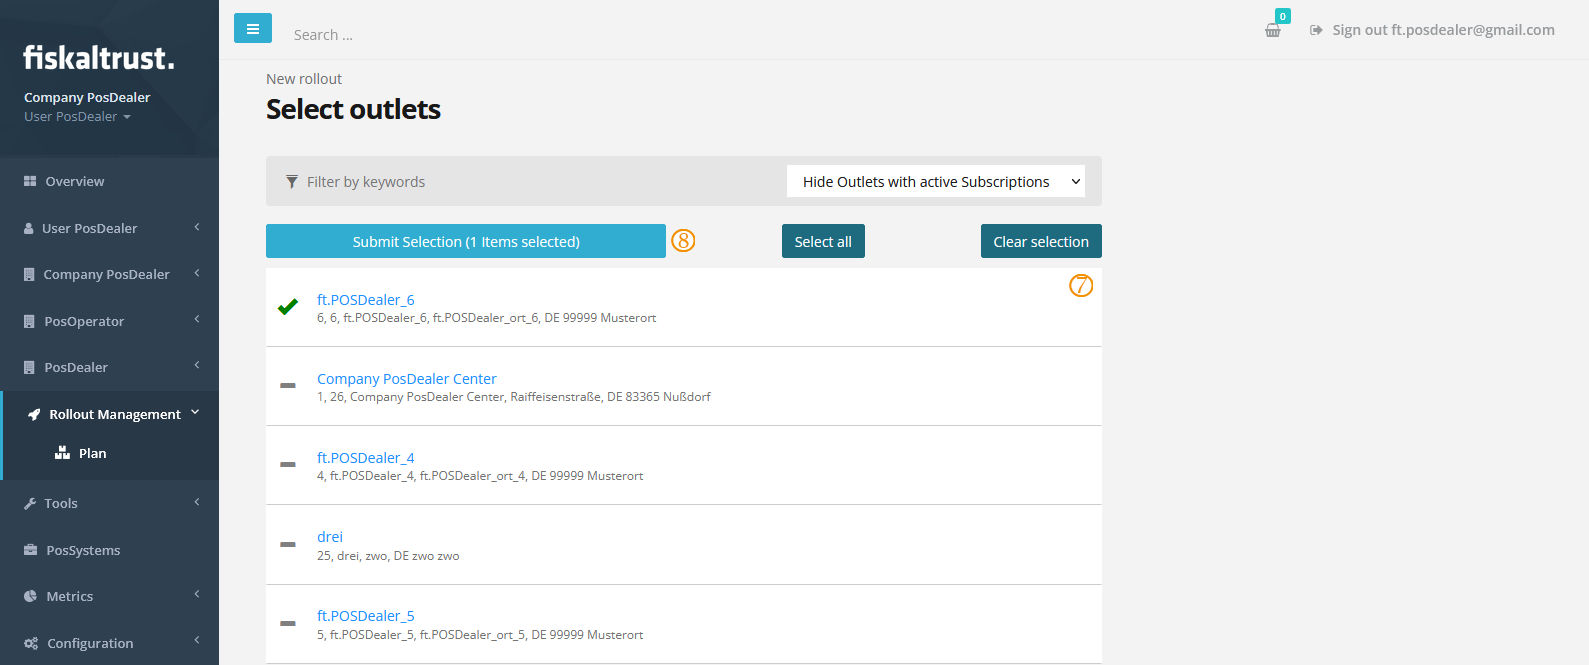 fiskaltrust.
Company PosDealer
User PosDealer
Overview
User PosDealer
Company PosDealer
PosOperator
PosDealer
Rollout Management
Plan
Tools
PosSystems
Metrics
Configuration
Search ...
0
Sign out ft.posdealer@gmail.com
New rollout
Select outlets
Filter by keywords
Hide Outlets with active Subscriptions
Submit Selection (1 Items selected)
8
Select all
Clear selection
7
ft.POSDealer_6
6, 6, ft.POSDealer_6, ft.POSDealer_ort_6, DE 99999 Musterort
Company PosDealer Center
1, 26, Company PosDealer Center, Raiffeisenstraße, DE 83365 Nußdorf
ft.POSDealer_4
4, ft.POSDealer_4, ft.POSDealer_ort_4, DE 99999 Musterort
drei
25, drei, zwo, DE zwo zwo
ft.POSDealer_5
5, ft.POSDealer_5, ft.POSDealer_ort_5, DE 99999 Musterort